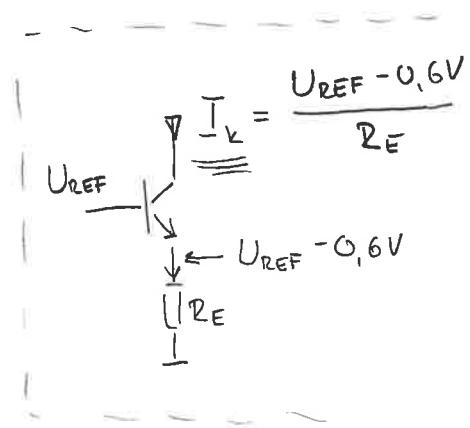 I_k = (U_REF - 0,6V) / R_E
U_REF
U_REF - 0,6V
R_E